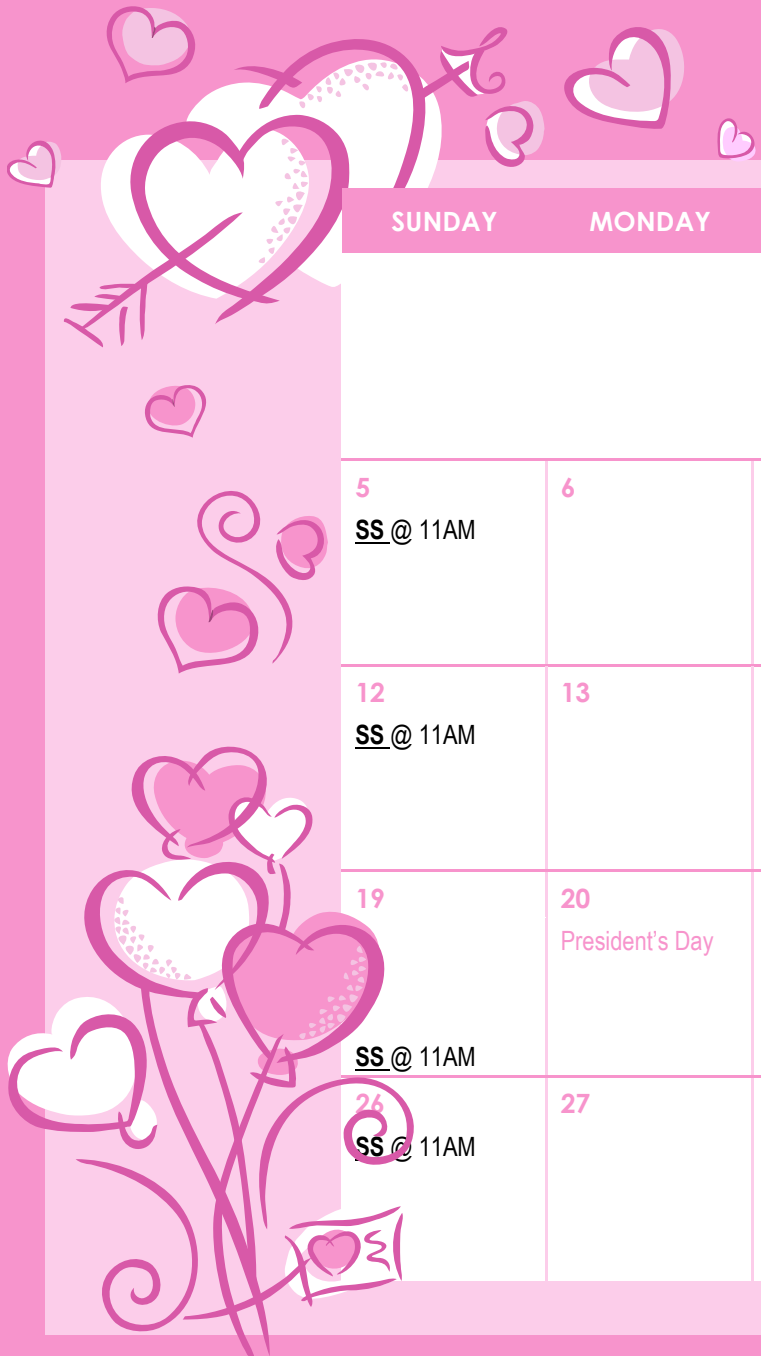 SUNDAY MONDAY
5 6
SS @ 11AM
12 13
SS @ 11AM
19 20
President's Day
SS @ 11AM
26 27
SS @ 11AM